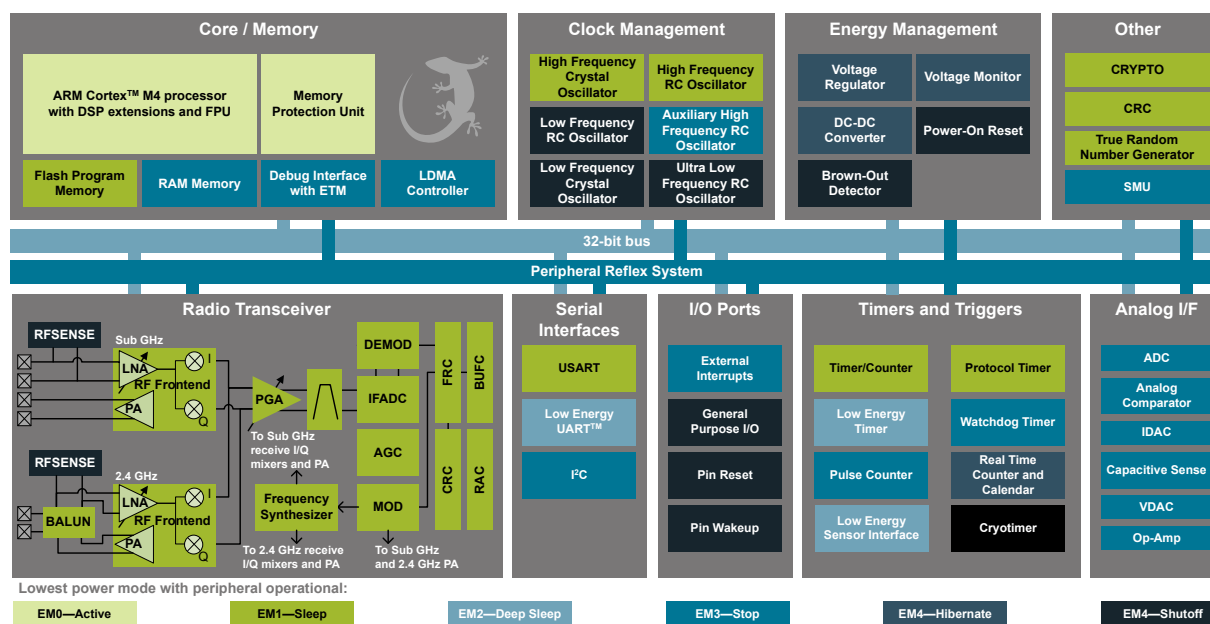 Core / Memory
ARM Cortex™ M4 processor
with DSP extensions and FPU
Memory
Protection Unit
Flash Program
Memory
RAM Memory
Debug Interface
with ETM
LDMA
Controller
Clock Management
High Frequency
Crystal
Oscillator
High Frequency
RC Oscillator
Low Frequency
RC Oscillator
Auxiliary High
Frequency RC
Oscillator
Low Frequency
Crystal
Oscillator
Ultra Low
Frequency RC
Oscillator
Energy Management
Voltage
Regulator
Voltage Monitor
DC-DC
Converter
Power-On Reset
Brown-Out
Detector
Other
CRYPTO
CRC
True Random
Number Generator
SMU
32-bit bus
Peripheral Reflex System
Radio Transceiver
RFSENSE
Sub GHz
LNA
I
RF Frontend
PA
Q
RFSENSE
2.4 GHz
LNA
I
BALUN
RF Frontend
PA
Q
PGA
To Sub GHz
receive I/Q
mixers and PA
Frequency
Synthesizer
To 2.4 GHz receive
I/Q mixers and PA
DEMOD
IFADC
AGC
MOD
To Sub GHz
and 2.4 GHz PA
FRC
BUFC
CRC
RAC
Serial
Interfaces
USART
Low Energy
UART™
I²C
I/O Ports
External
Interrupts
General
Purpose I/O
Pin Reset
Pin Wakeup
Timers and Triggers
Timer/Counter
Protocol Timer
Low Energy
Timer
Watchdog Timer
Pulse Counter
Real Time
Counter and
Calendar
Low Energy
Sensor Interface
Cryotimer
Analog I/F
ADC
Analog
Comparator
IDAC
Capacitive Sense
VDAC
Op-Amp
Lowest power mode with peripheral operational:
EM0—Active
EM1—Sleep
EM2—Deep Sleep
EM3—Stop
EM4—Hibernate
EM4—Shutoff